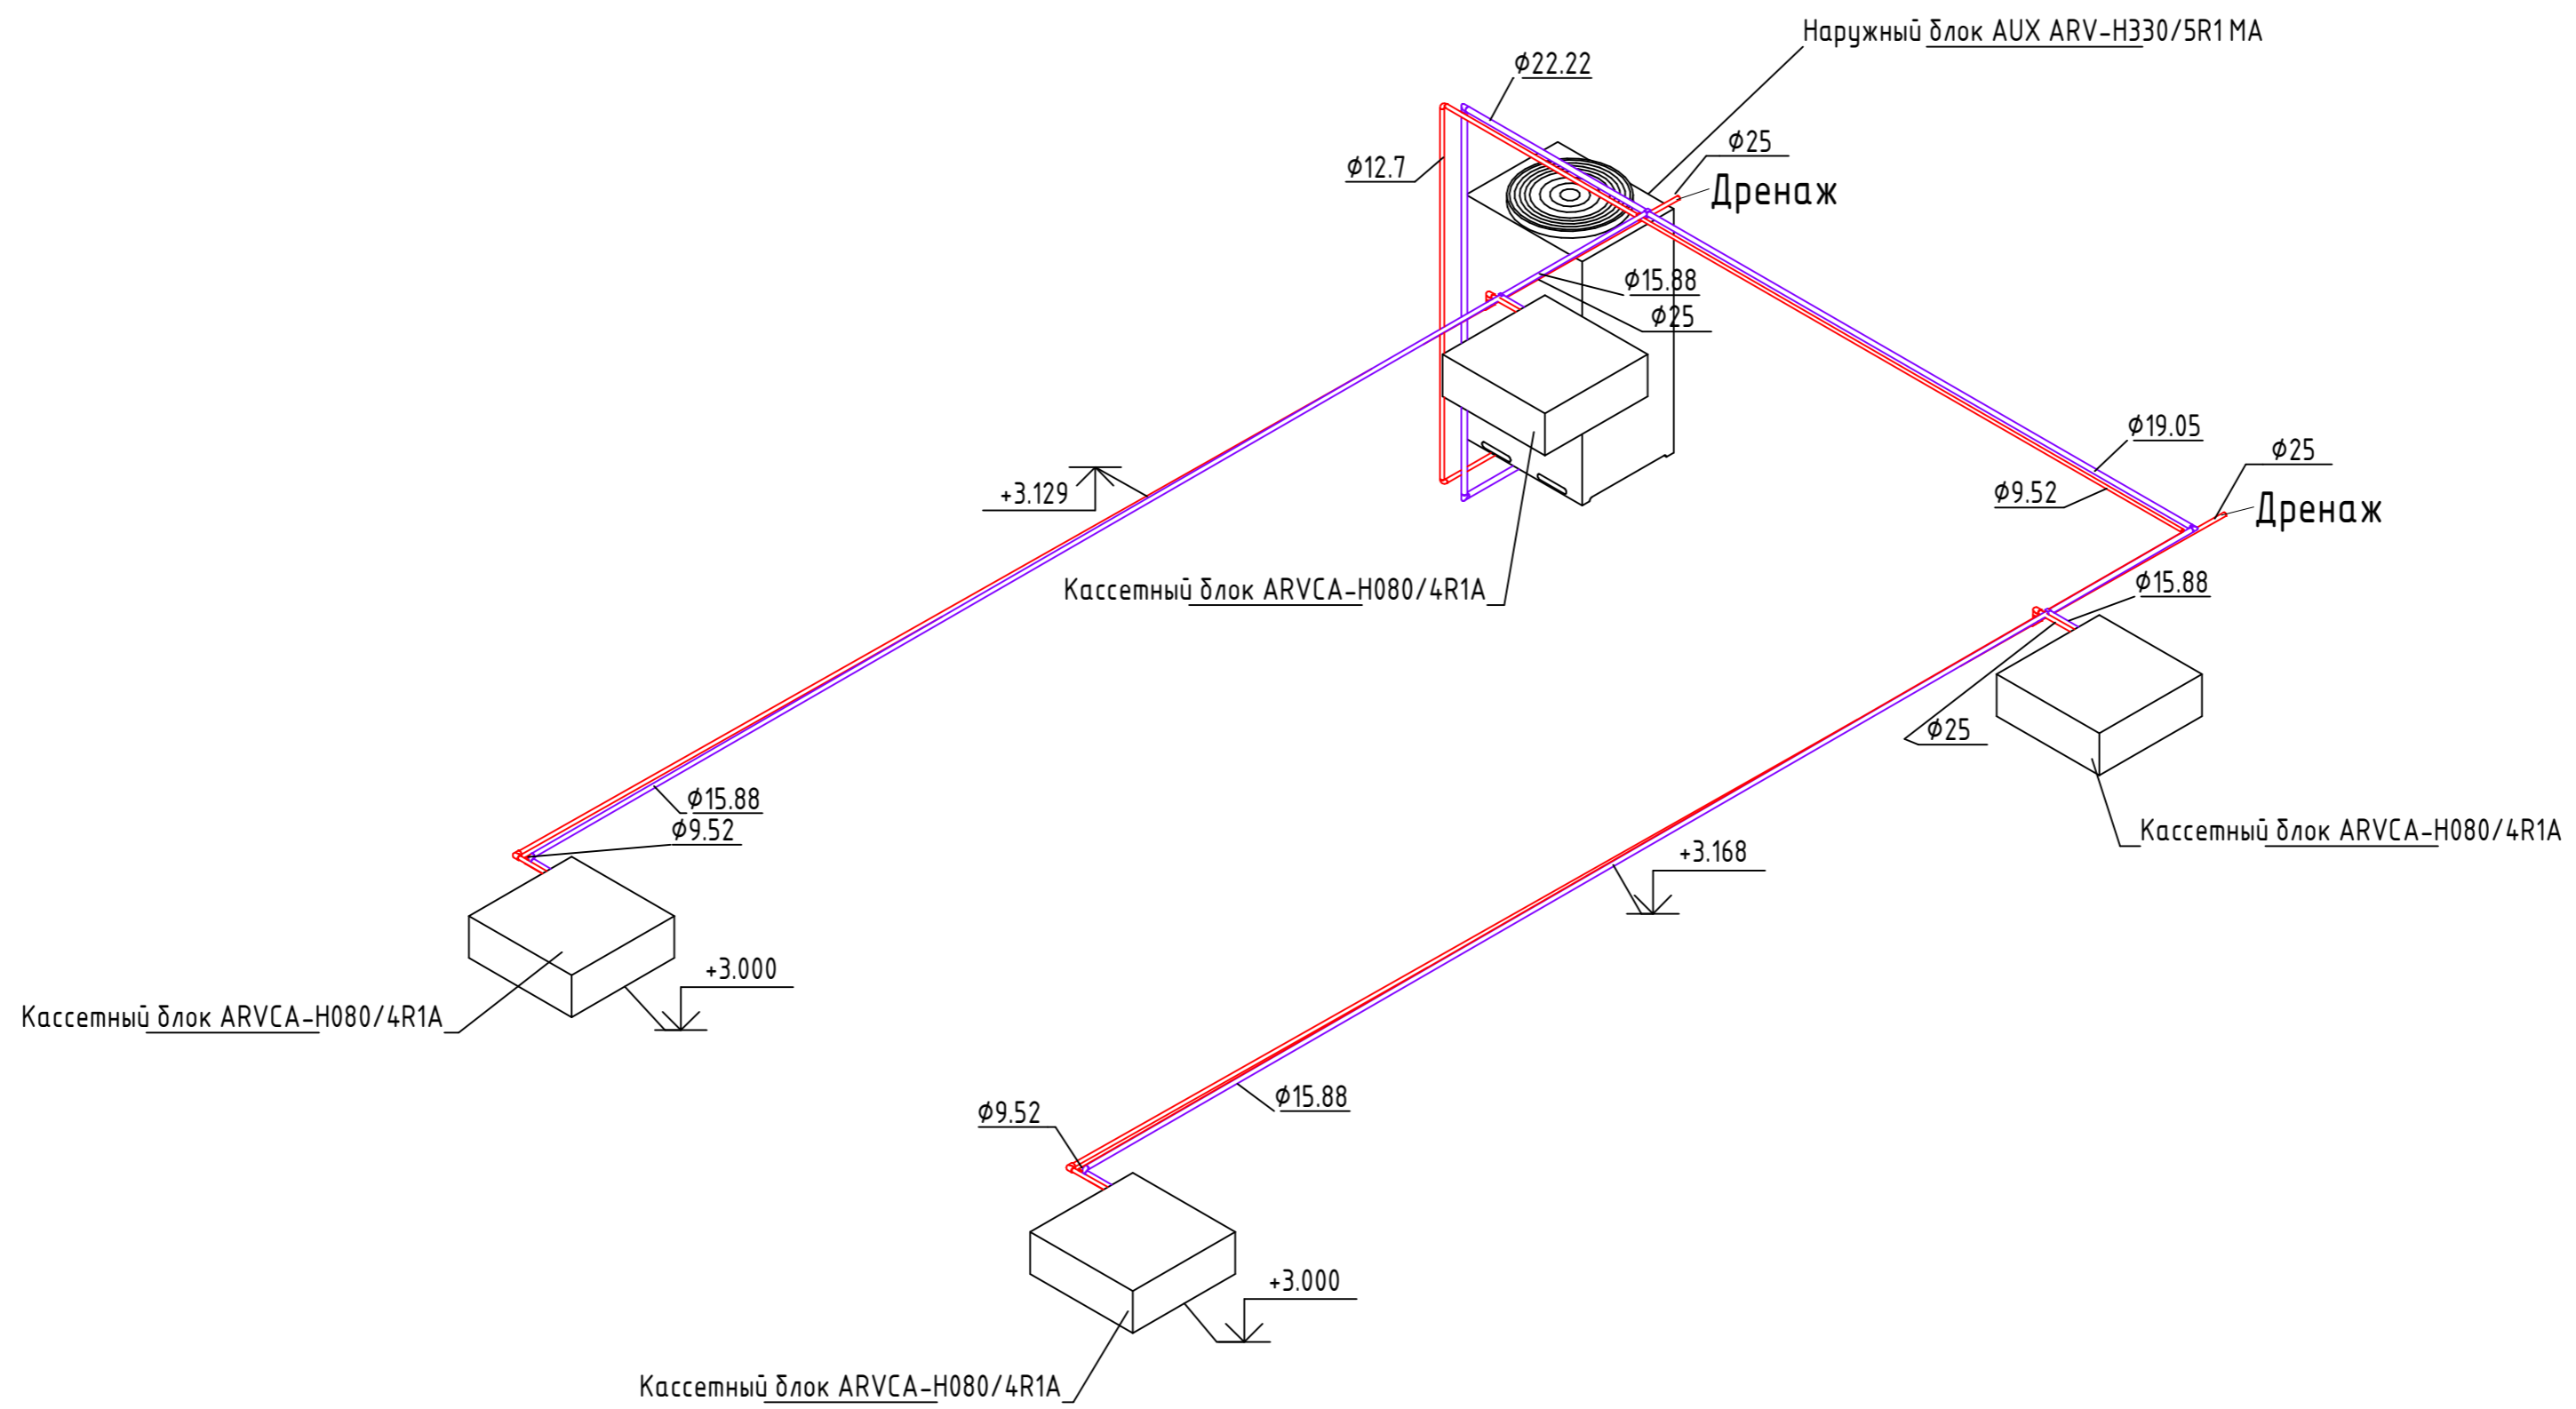 Наружный блок AUX ARV-H330/5R1 MA
ϕ22.22
ϕ25
ϕ12.7
Дренаж
ϕ15.88
ϕ25
ϕ19.05
ϕ25
ϕ9.52
+3.129
Дренаж
Кассетный блок ARVCA-H080/4R1A
ϕ15.88
ϕ25
ϕ15.88
ϕ9.52
Кассетный блок ARVCA-H080/4R1A
+3.168
+3.000
Кассетный блок ARVCA-H080/4R1A
ϕ15.88
ϕ9.52
+3.000
Кассетный блок ARVCA-H080/4R1A